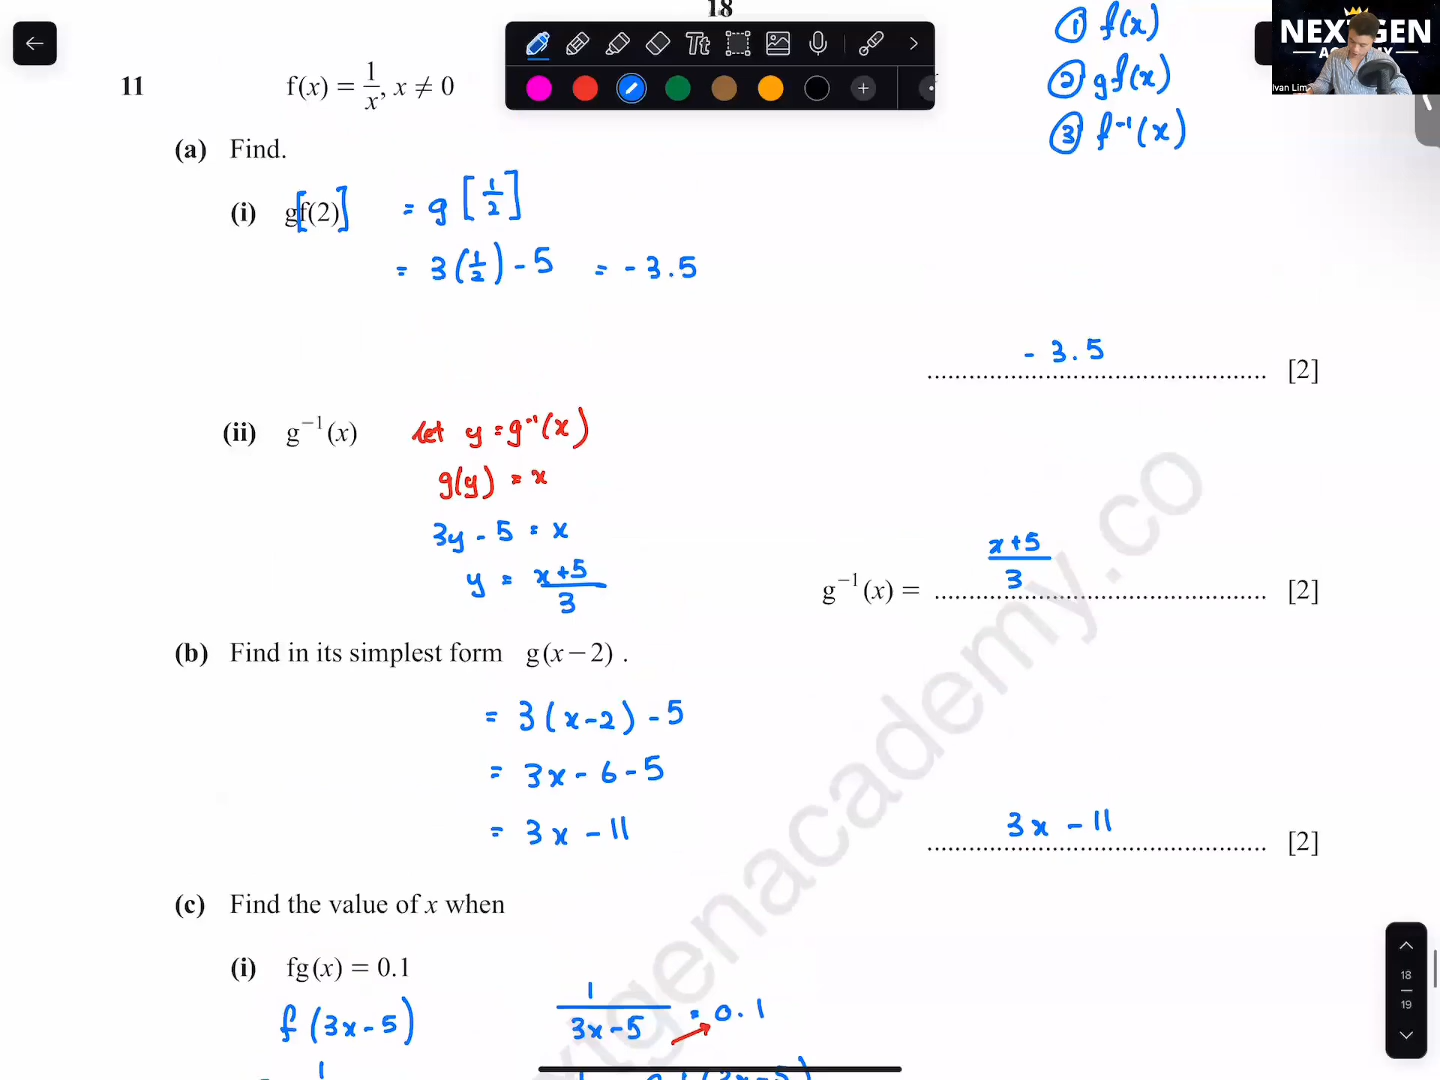 18
① f(x)
② gf(x)
③ f⁻¹(x)
NEXTGEN
Ivan Lim
Tt
11 f(x) = 1/x, x ≠ 0
(a) Find.
(i) g[f(2)] = g[1/2]
= 3(1/2) - 5 = -3.5
-3.5
[2]
(ii) g⁻¹(x) let y = g⁻¹(x)
g(y) = x
3y - 5 = x
y = (x+5)/3
g⁻¹(x) = (x+5)/3 [2]
(b) Find in its simplest form g(x−2) .
= 3(x-2) - 5
= 3x - 6 - 5
= 3x - 11
3x - 11
[2]
(c) Find the value of x when
(i) fg(x) = 0.1
f(3x-5) 1/(3x-5) = 0.1
18
19